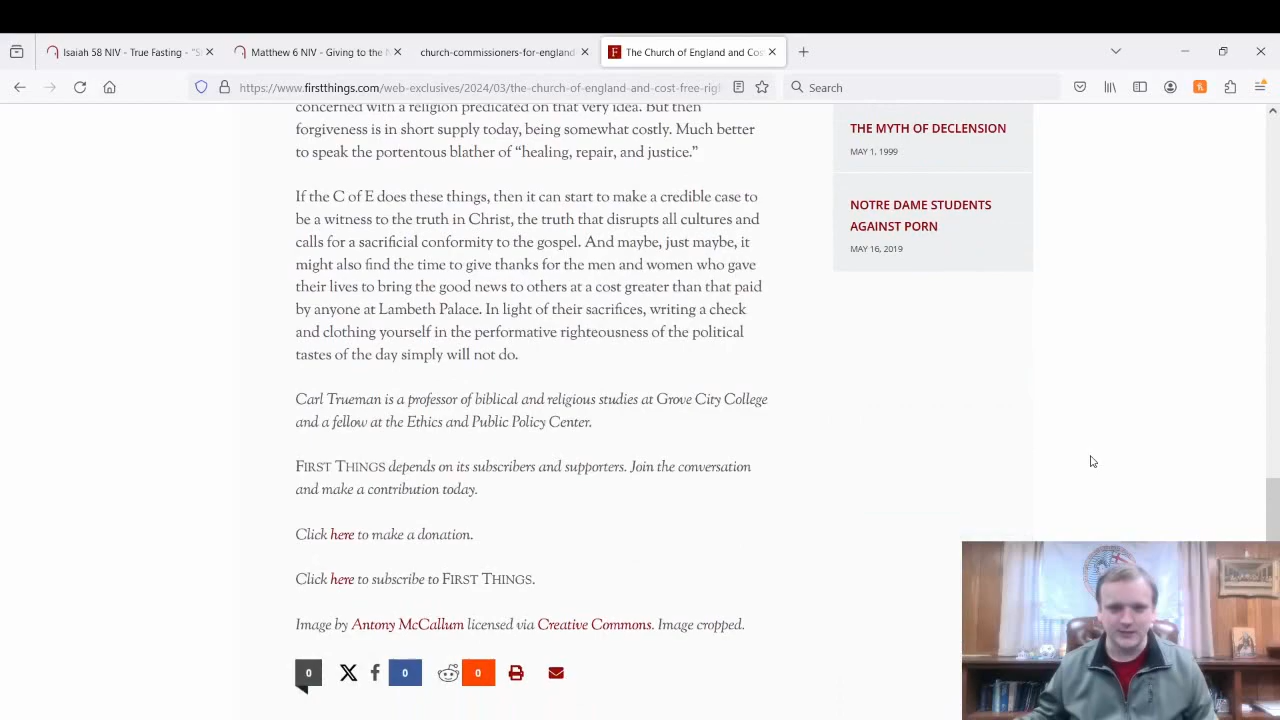 Isaiah 58 NIV - True Fasting - "S
Matthew 6 NIV - Giving to the N
church-commissioners-for-england
The Church of England and Cos
https://www.firstthings.com/web-exclusives/2024/03/the-church-of-england-and-cost-free-rig
Search
concerned with a religion predicated on that very idea. But then
forgiveness is in short supply today, being somewhat costly. Much better
to speak the portentous blather of “healing, repair, and justice.”
If the C of E does these things, then it can start to make a credible case to
be a witness to the truth in Christ, the truth that disrupts all cultures and
calls for a sacrificial conformity to the gospel. And maybe, just maybe, it
might also find the time to give thanks for the men and women who gave
their lives to bring the good news to others at a cost greater than that paid
by anyone at Lambeth Palace. In light of their sacrifices, writing a check
and clothing yourself in the performative righteousness of the political
tastes of the day simply will not do.
Carl Trueman is a professor of biblical and religious studies at Grove City College
and a fellow at the Ethics and Public Policy Center.
FIRST THINGS depends on its subscribers and supporters. Join the conversation
and make a contribution today.
Click here to make a donation.
Click here to subscribe to FIRST THINGS.
Image by Antony McCallum licensed via Creative Commons. Image cropped.
0
0
0
THE MYTH OF DECLENSION
MAY 1, 1999
NOTRE DAME STUDENTS
AGAINST PORN
MAY 16, 2019